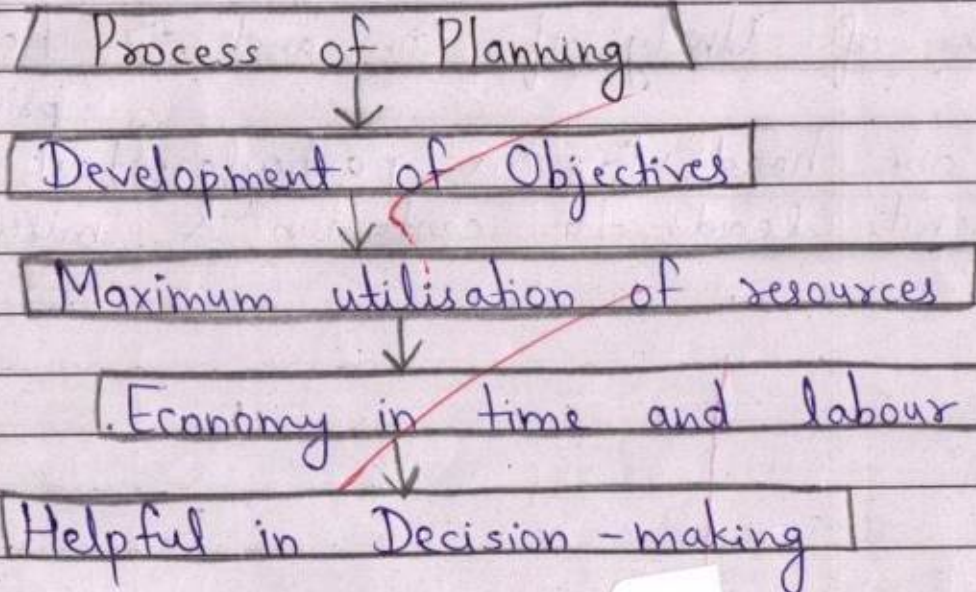 Process of Planning
Development of Objectives
Maximum utilisation of resources
Economy in time and labour
Helpful in Decision-making